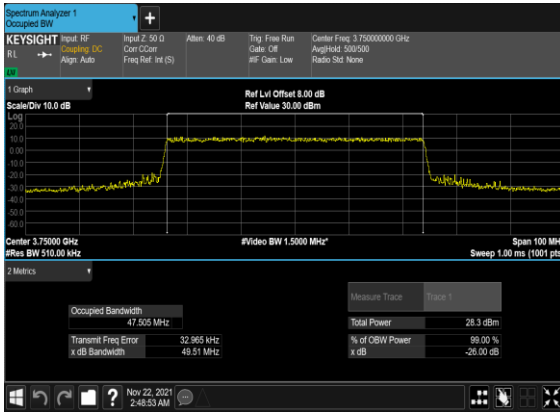 Spectrum Analyzer 1
Occupied BW
+
KEYSIGHT
RL
Input: RF
Coupling: DC
Align: Auto
Input Z: 50 Ω
Corr CCorr
Freq Ref: Int (S)
Atten: 40 dB
Trig: Free Run
Gate: Off
#IF Gain: Low
Center Freq: 3.750000000 GHz
Avg|Hold: 500/500
Radio Std: None
1 Graph
Scale/Div 10.0 dB
Ref Lvl Offset 8.00 dB
Ref Value 30.00 dBm
Log
20.0
10.0
0.00
-10.0
-20.0
-30.0
-40.0
-50.0
-60.0
Center 3.75000 GHz
#Video BW 1.5000 MHz*
Span 100 MH
#Res BW 510.00 kHz
Sweep 1.00 ms (1001 pts
2 Metrics
Measure Trace
Trace 1
Occupied Bandwidth
47.505 MHz
Total Power
28.3 dBm
Transmit Freq Error
32.965 kHz
% of OBW Power
99.00 %
x dB Bandwidth
49.51 MHz
x dB
-26.00 dB
?
Nov 22, 2021
2:48:53 AM